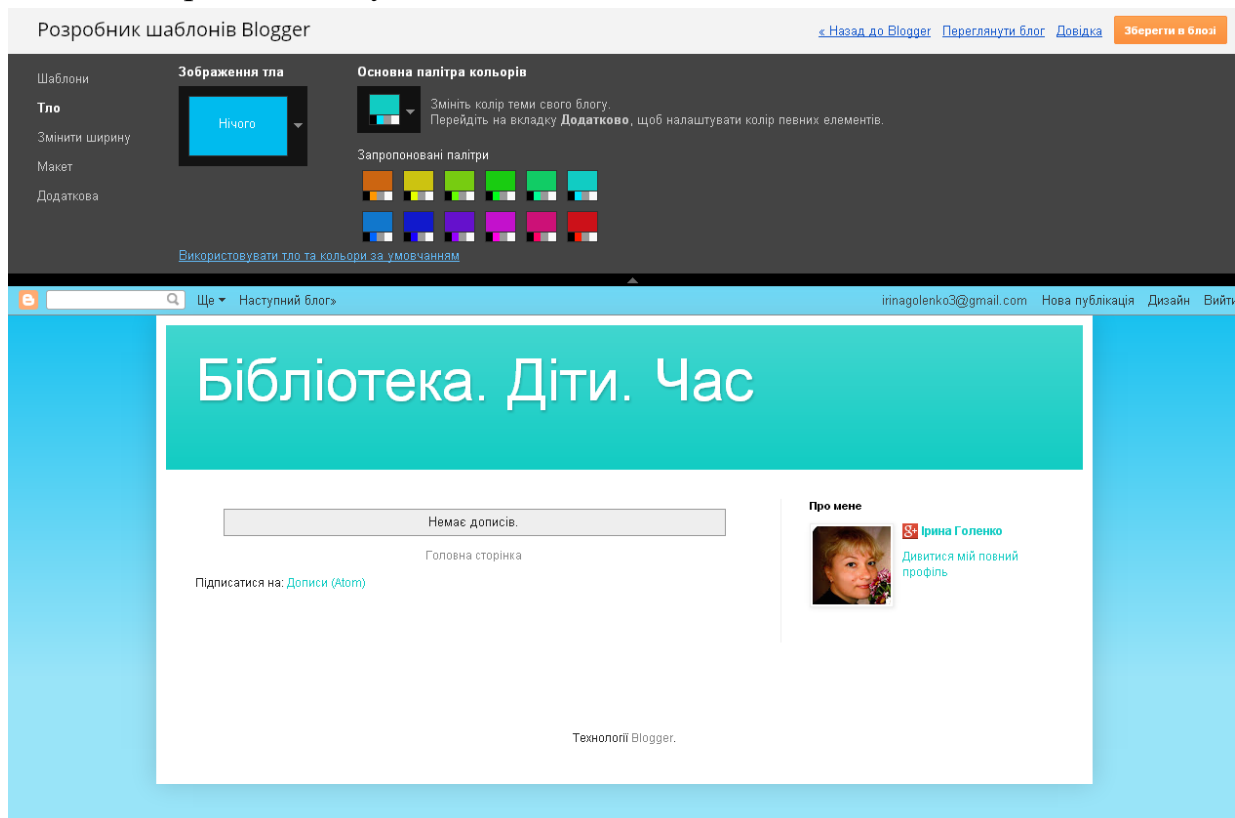 Розробник шаблонів Blogger
« Назад до Blogger Переглянути блог Довідка Зберегти в блозі
Шаблони
Тло
Змінити ширину
Макет
Додаткова
Зображення тла
Нічого
Основна палітра кольорів
Змініть колір теми свого блогу.
Перейдіть на вкладку Додатково, щоб налаштувати колір певних елементів.
Запропоновані палітри
Використовувати тло та кольори за умовчанням
Ще Наступний блог»
irinagolenko3@gmail.com Нова публікація Дизайн Вийти
Бібліотека. Діти. Час
Немає дописів.
Головна сторінка
Підписатися на: Дописи (Atom)
Про мене
Ірина Голенко
Дивитися мій повний
профіль
Технології Blogger.